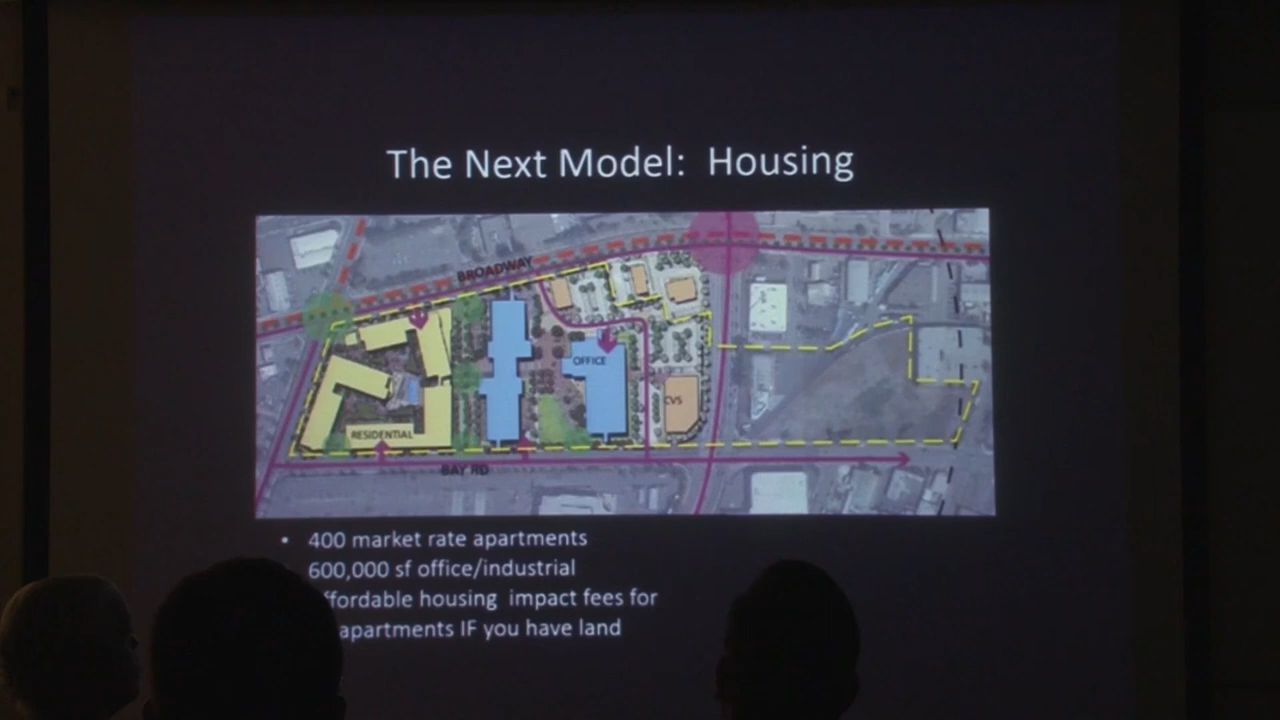 The Next Model: Housing
BROADWAY
OFFICE
CVS
RESIDENTIAL
BAY RD
• 400 market rate apartments
600,000 sf office/industrial
ffordable housing impact fees for
apartments IF you have land